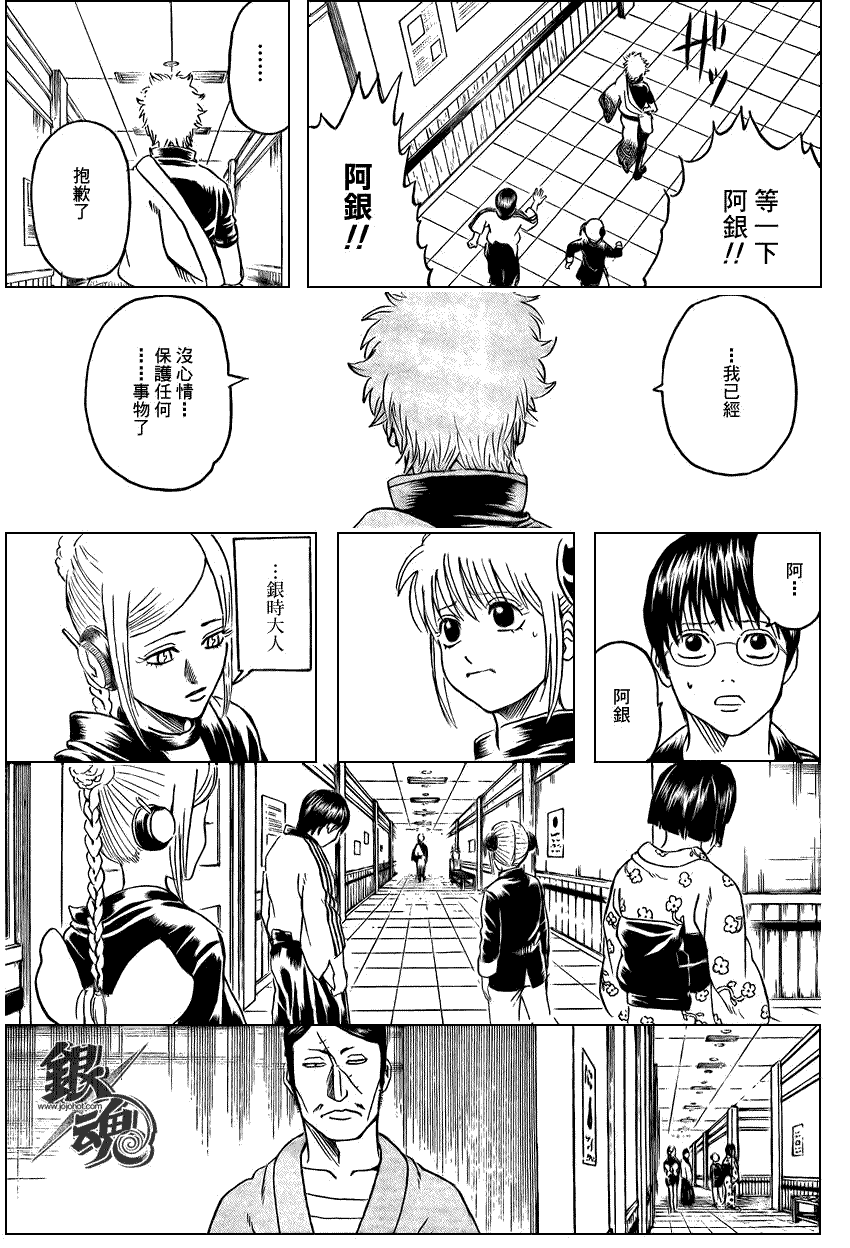 等一下
阿銀!!
阿銀!!
……
抱歉了
…我已經
沒心情…
保護任何
……事物了
阿…
阿銀
…銀時大人
銀魂
www.jojohot.com